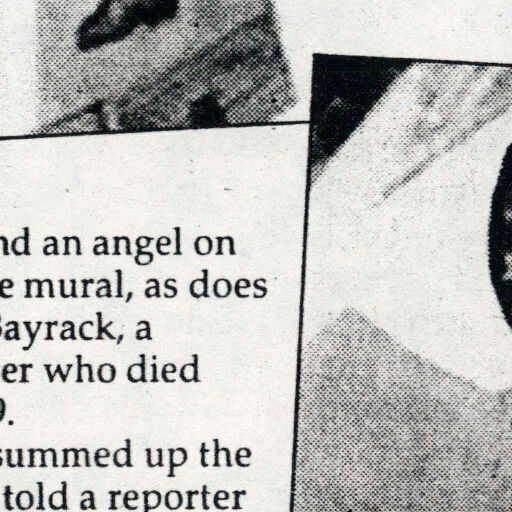 nd an angel on
e mural, as does
Bayrack, a
er who died
9.
summed up the
told a reporter